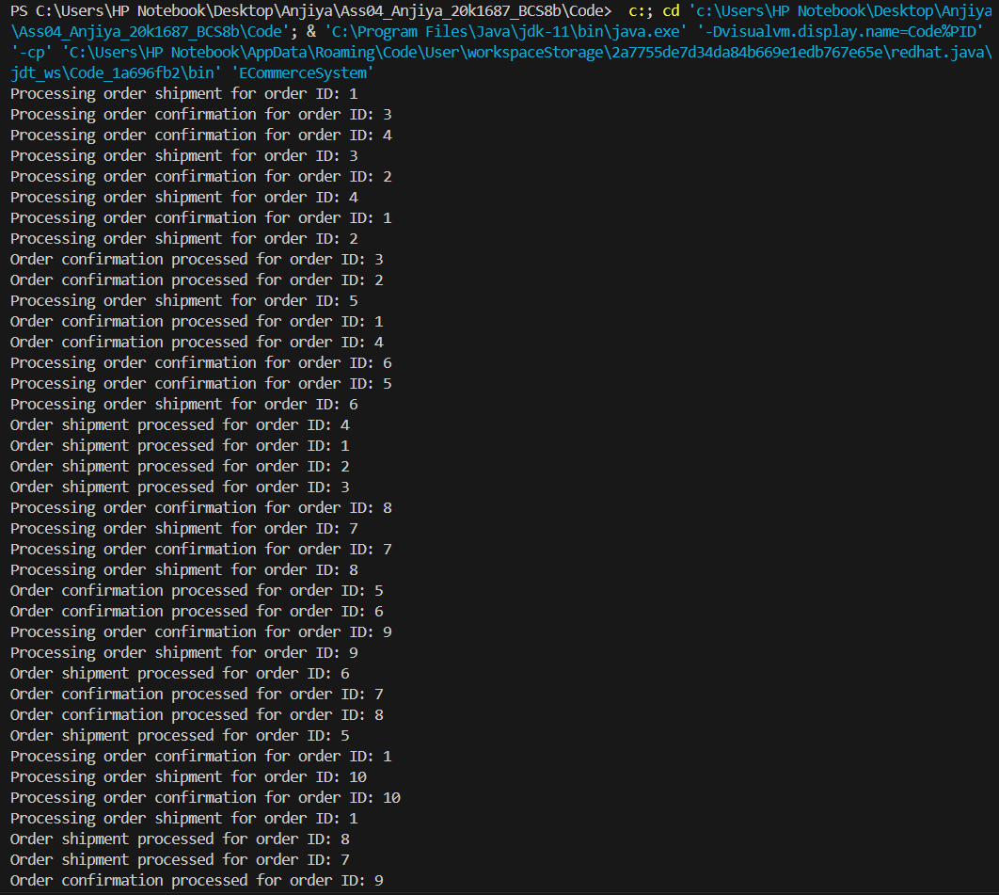 PS C:\Users\HP Notebook\Desktop\Anjiya\Ass04_Anjiya_20k1687_BCS8b\Code>  c:; cd 'c:\Users\HP Notebook\Desktop\Anjiya
\Ass04_Anjiya_20k1687_BCS8b\Code'; & 'C:\Program Files\Java\jdk-11\bin\java.exe' '-Dvisualvm.display.name=Code%PID'
'-cp' 'C:\Users\HP Notebook\AppData\Roaming\Code\User\workspaceStorage\2a7755de7d34da84b669e1edb767e65e\redhat.java\
jdt_ws\Code_1a696fb2\bin' 'ECommerceSystem'
Processing order shipment for order ID: 1
Processing order confirmation for order ID: 3
Processing order confirmation for order ID: 4
Processing order shipment for order ID: 3
Processing order confirmation for order ID: 2
Processing order shipment for order ID: 4
Processing order confirmation for order ID: 1
Processing order shipment for order ID: 2
Order confirmation processed for order ID: 3
Order confirmation processed for order ID: 2
Processing order shipment for order ID: 5
Order confirmation processed for order ID: 1
Order confirmation processed for order ID: 4
Processing order confirmation for order ID: 6
Processing order confirmation for order ID: 5
Processing order shipment for order ID: 6
Order shipment processed for order ID: 4
Order shipment processed for order ID: 1
Order shipment processed for order ID: 2
Order shipment processed for order ID: 3
Processing order confirmation for order ID: 8
Processing order shipment for order ID: 7
Processing order confirmation for order ID: 7
Processing order shipment for order ID: 8
Order confirmation processed for order ID: 5
Order confirmation processed for order ID: 6
Processing order confirmation for order ID: 9
Processing order shipment for order ID: 9
Order shipment processed for order ID: 6
Order confirmation processed for order ID: 7
Order confirmation processed for order ID: 8
Order shipment processed for order ID: 5
Processing order confirmation for order ID: 1
Processing order shipment for order ID: 10
Processing order confirmation for order ID: 10
Processing order shipment for order ID: 1
Order shipment processed for order ID: 8
Order shipment processed for order ID: 7
Order confirmation processed for order ID: 9